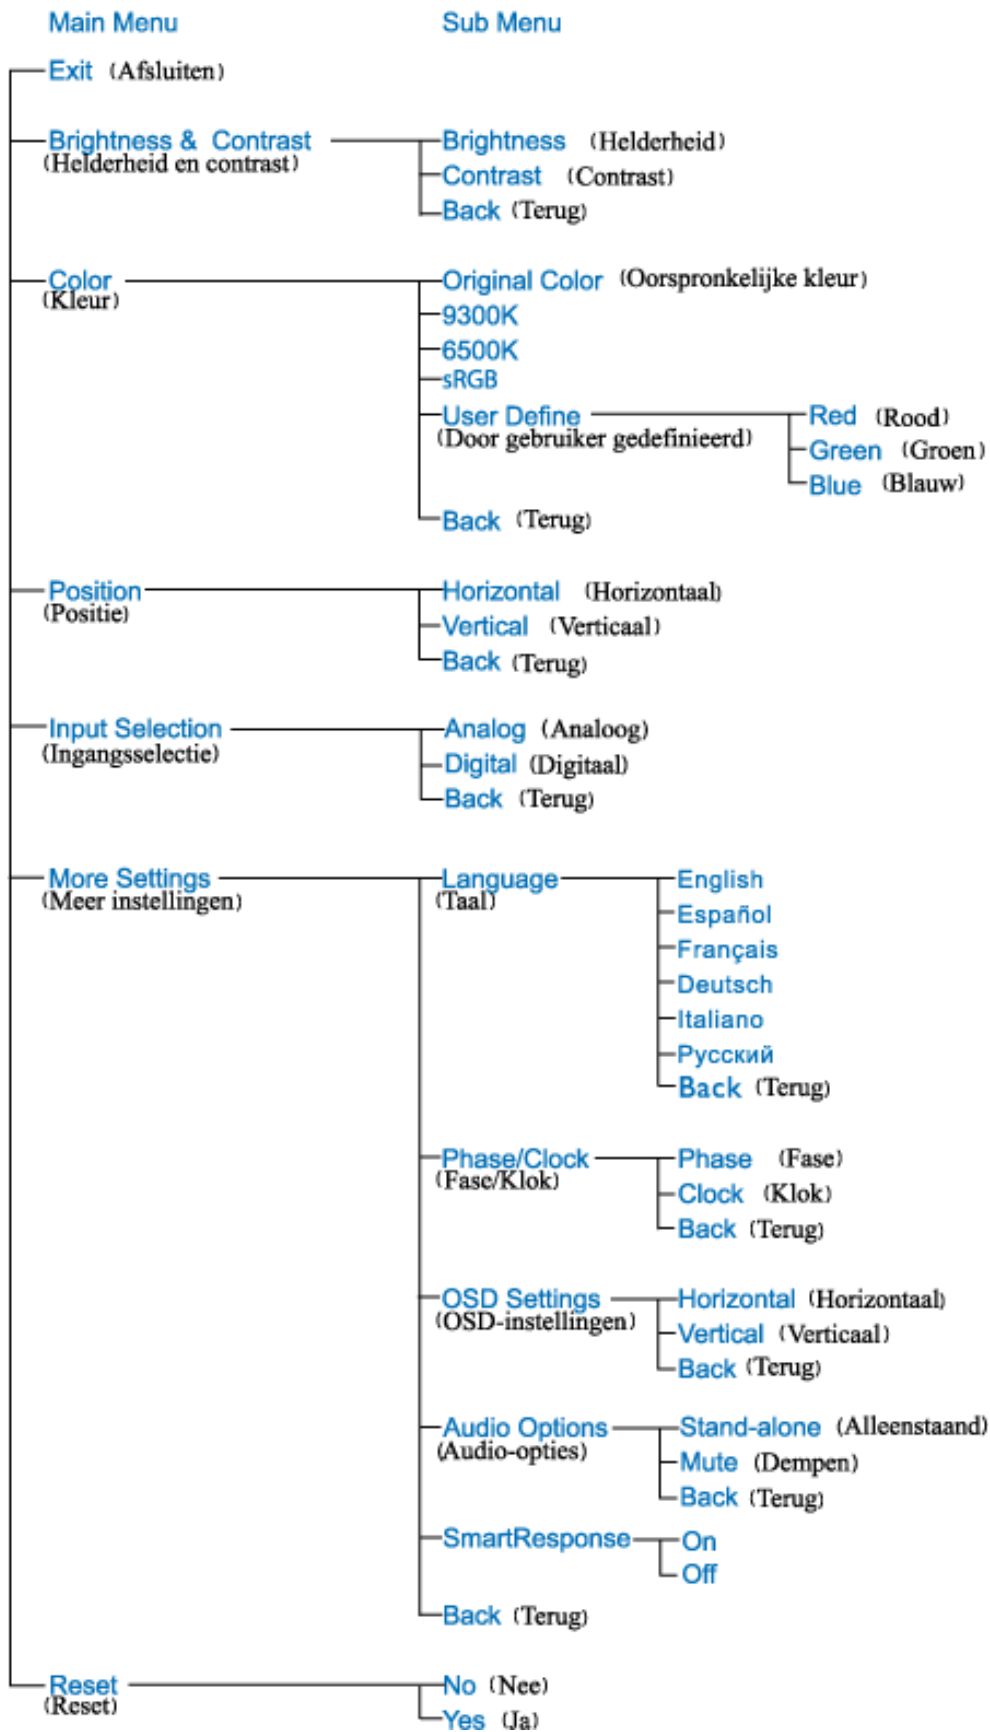 Main Menu Sub Menu
Exit (Afsluiten)
Brightness & Contrast Brightness (Helderheid)
(Helderheid en contrast)
Contrast (Contrast)
Back (Terug)
Color Original Color (Oorspronkelijke kleur)
(Kleur)
9300K
6500K
sRGB
User Define Red (Rood)
(Door gebruiker gedefinieerd)
Green (Groen)
Blue (Blauw)
Back (Terug)
Position Horizontal (Horizontaal)
(Positie)
Vertical (Verticaal)
Back (Terug)
Input Selection Analog (Analoog)
(Ingangsselectie)
Digital (Digitaal)
Back (Terug)
More Settings Language English
(Meer instellingen) (Taal)
Español
Français
Deutsch
Italiano
Русский
Back (Terug)
Phase/Clock Phase (Fase)
(Fase/Klok)
Clock (Klok)
Back (Terug)
OSD Settings Horizontal (Horizontaal)
(OSD-instellingen)
Vertical (Verticaal)
Back (Terug)
Audio Options Stand-alone (Alleenstaand)
(Audio-opties)
Mute (Dempen)
Back (Terug)
SmartResponse On
Off
Back (Terug)
Reset No (Nee)
(Reset)
Yes (Ja)